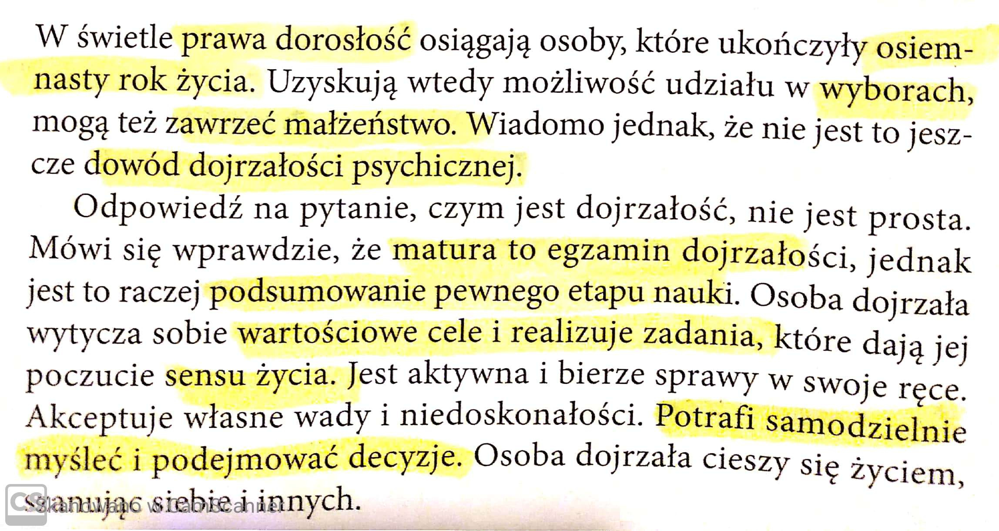 W świetle prawa dorosłość osiągają osoby, które ukończyły osiem-
nasty rok życia. Uzyskują wtedy możliwość udziału w wyborach,
mogą też zawrzeć małżeństwo. Wiadomo jednak, że nie jest to jesz-
cze dowód dojrzałości psychicznej.
Odpowiedź na pytanie, czym jest dojrzałość, nie jest prosta.
Mówi się wprawdzie, że matura to egzamin dojrzałości, jednak
jest to raczej podsumowanie pewnego etapu nauki. Osoba dojrzała
wytycza sobie wartościowe cele i realizuje zadania, które dają jej
poczucie sensu życia. Jest aktywna i bierze sprawy w swoje ręce.
Akceptuje własne wady i niedoskonałości. Potrafi samodzielnie
myśleć i podejmować decyzje. Osoba dojrzała cieszy się życiem,
szanując siebie i innych.
CS Skanowano w CamScanner